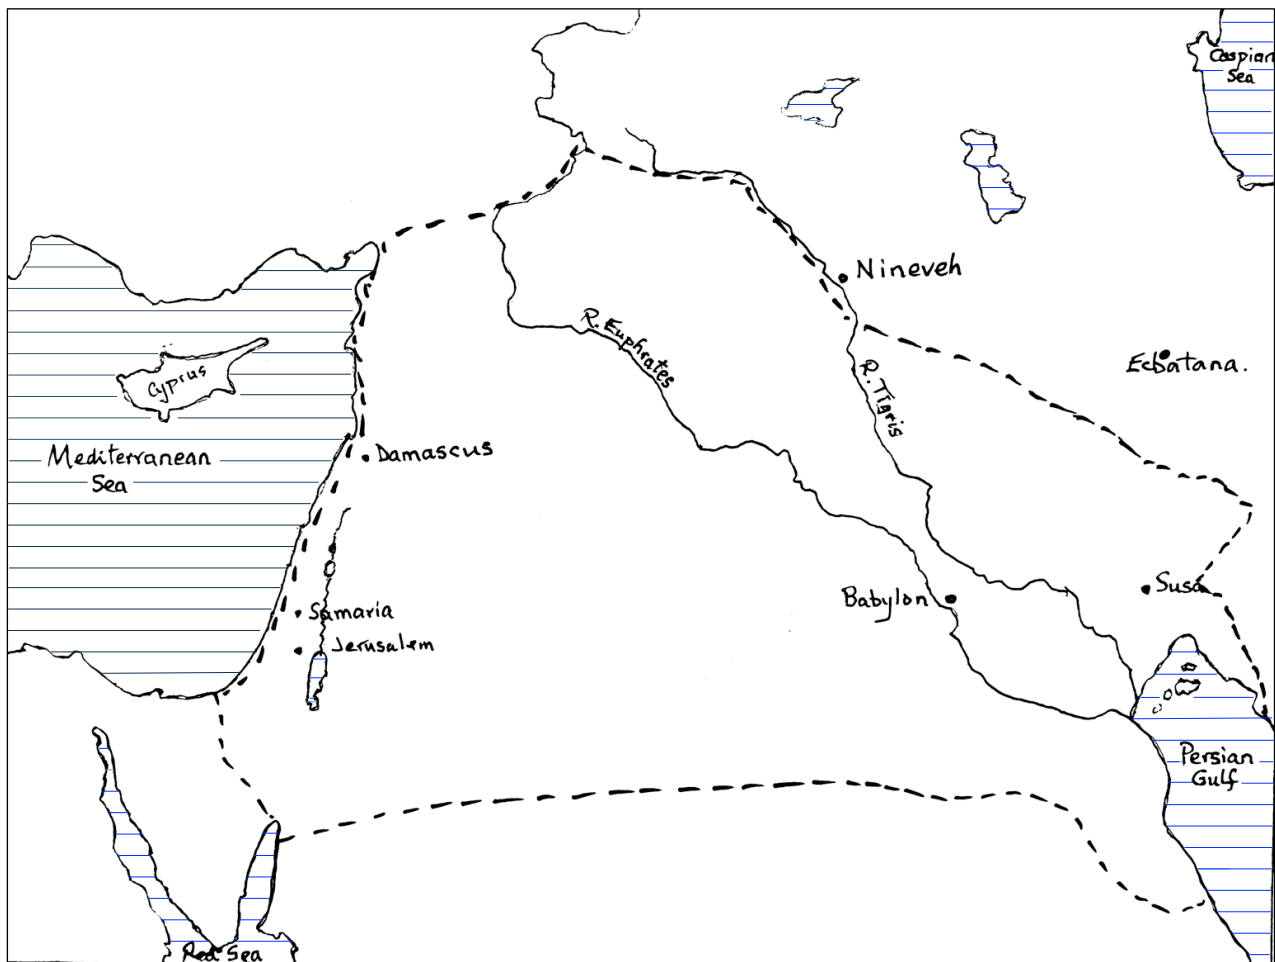 Caspian
Sea
Nineveh
R. Euphrates
Ecbatana.
Cyprus
R. Tigris
Mediterranean
Sea
Damascus
Susa
Babylon
Samaria
Jerusalem
Persian
Gulf
Red Sea